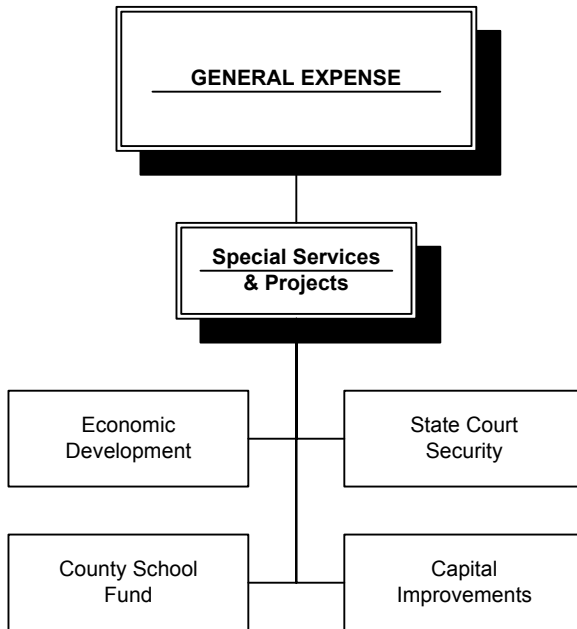 GENERAL EXPENSE
Special Services
& Projects
Economic
Development
State Court
Security
County School
Fund
Capital
Improvements